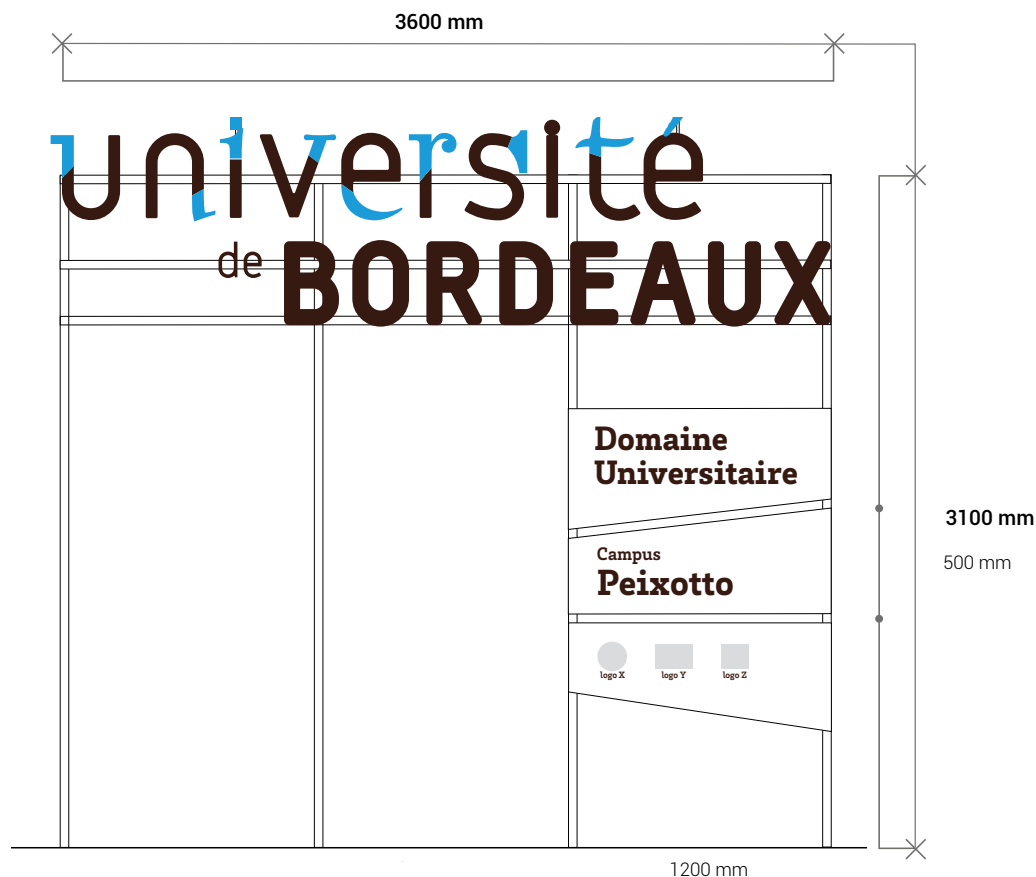 3600 mm
université
de BORDEAUX
Domaine
Universitaire
3100 mm
Campus
500 mm
Peixotto
logo X logo Y logo Z
1200 mm